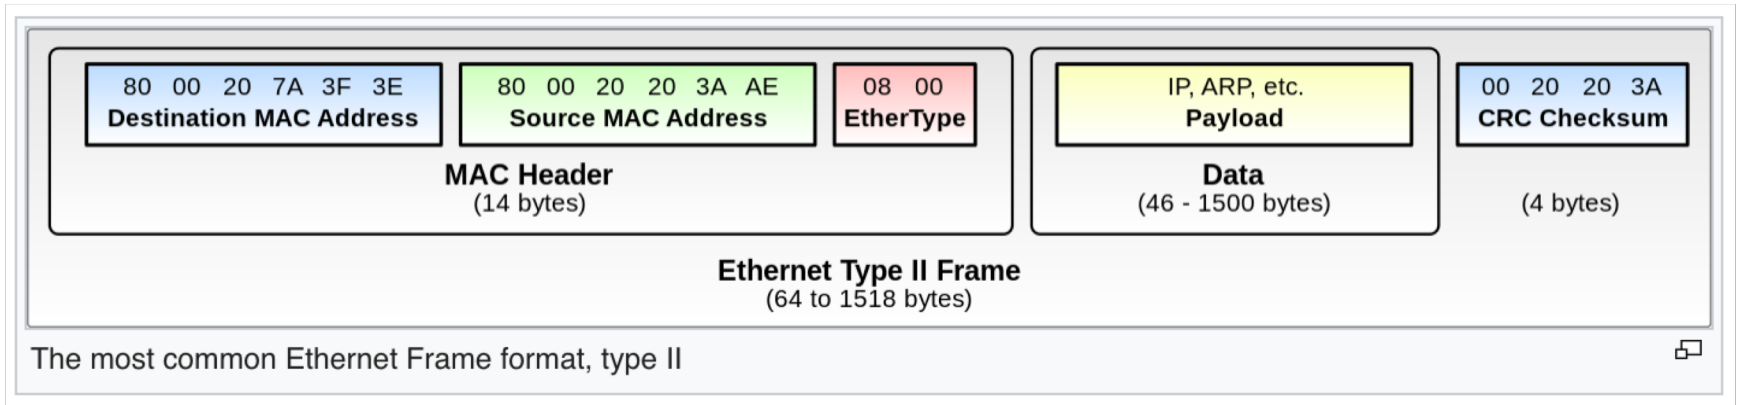 80 00 20 7A 3F 3E
Destination MAC Address
80 00 20 20 3A AE
Source MAC Address
08 00
EtherType
MAC Header
(14 bytes)
IP, ARP, etc.
Payload
Data
(46 - 1500 bytes)
00 20 20 3A
CRC Checksum
(4 bytes)
Ethernet Type II Frame
(64 to 1518 bytes)
The most common Ethernet Frame format, type II